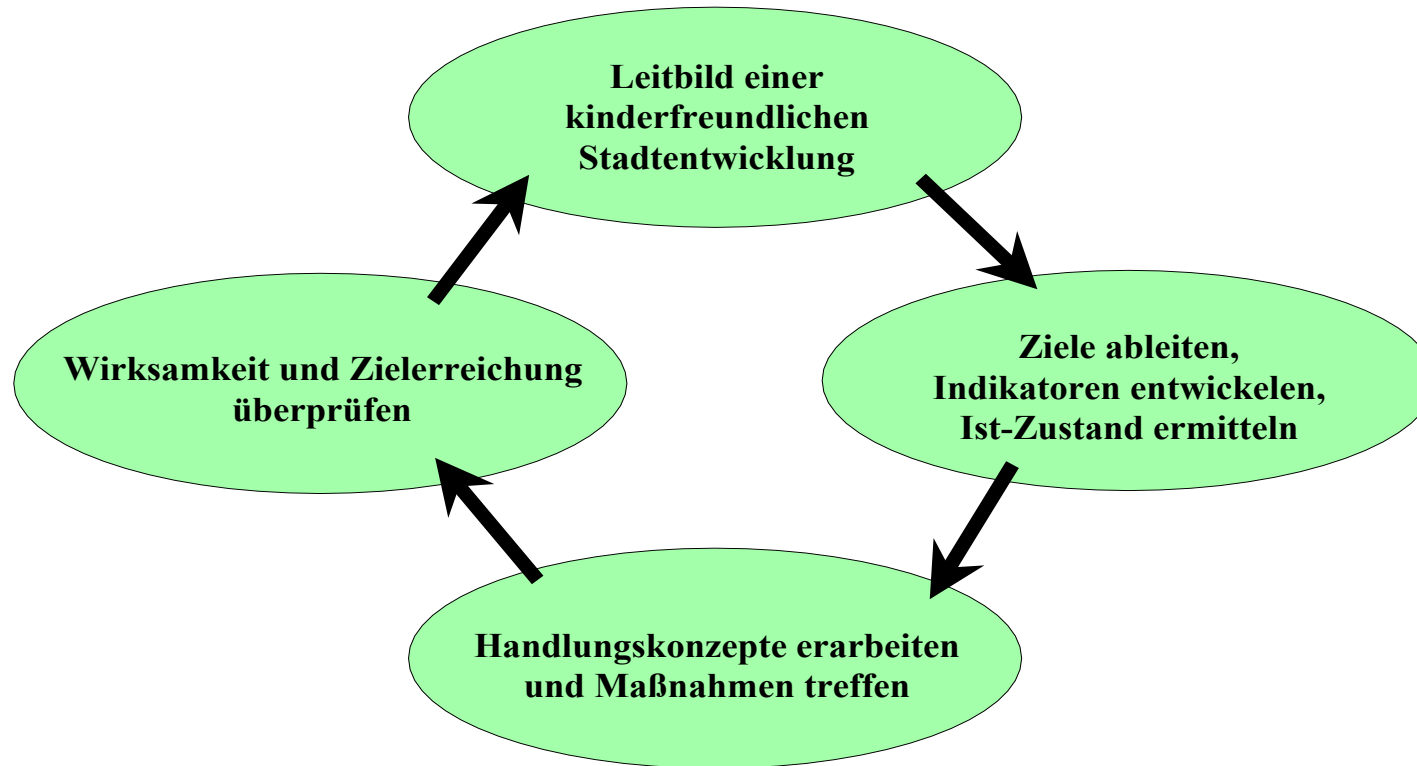 Leitbild einer
kinderfreundlichen
Stadtentwicklung
Ziele ableiten,
Indikatoren entwickelen,
Ist-Zustand ermitteln
Wirksamkeit und Zielerreichung
überprüfen
Handlungskonzepte erarbeiten
und Maßnahmen treffen